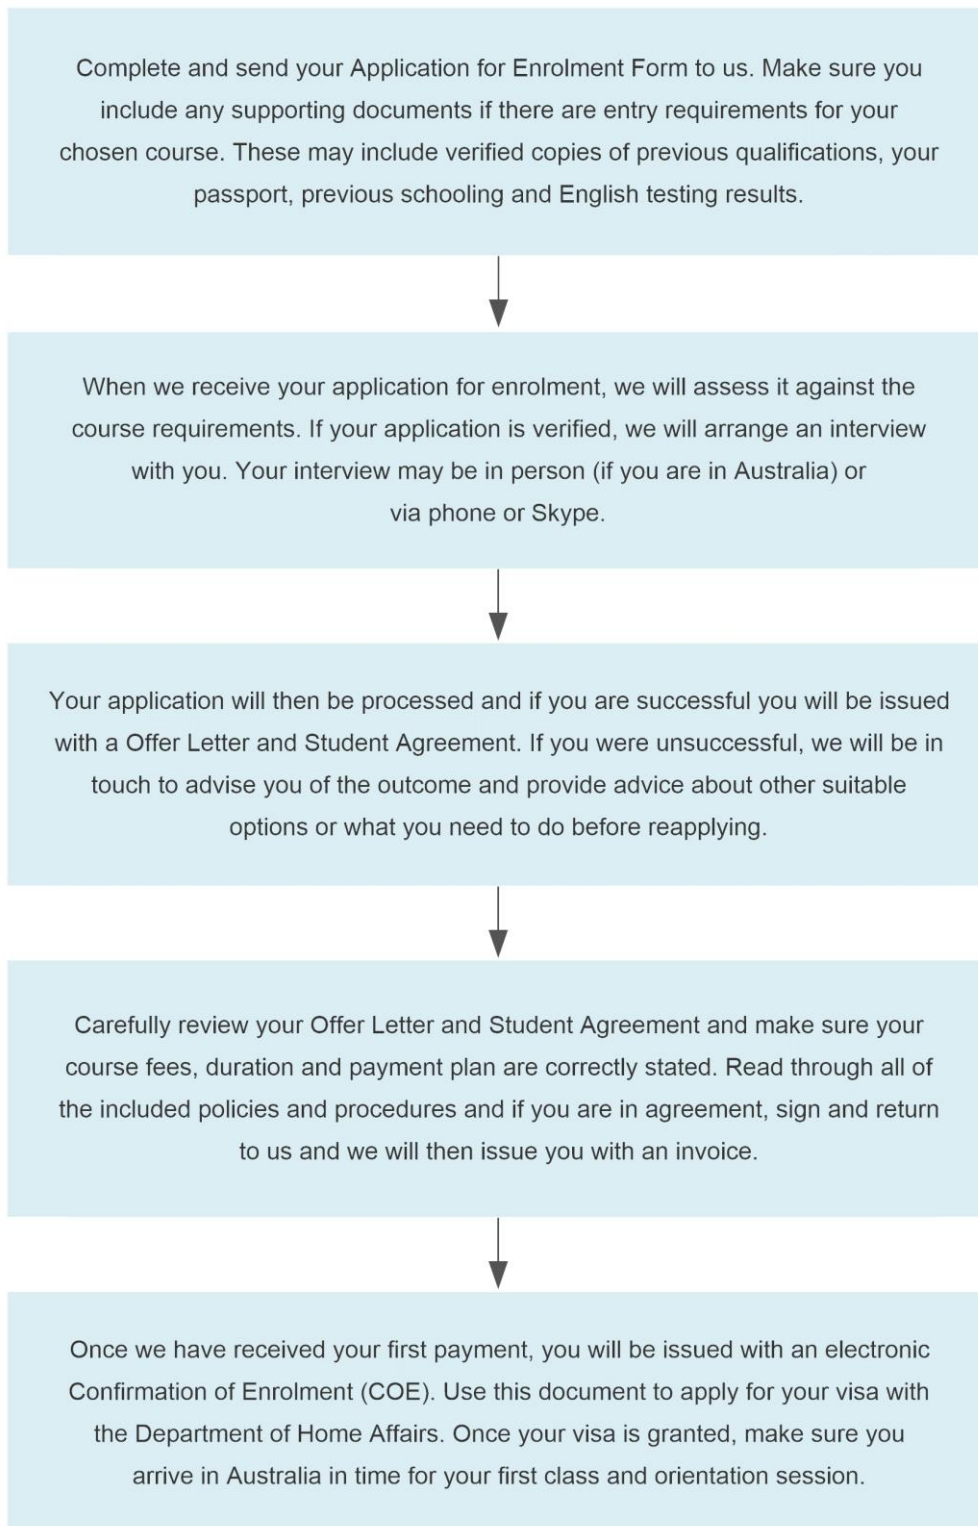 Complete and send your Application for Enrolment Form to us. Make sure you
include any supporting documents if there are entry requirements for your
chosen course. These may include verified copies of previous qualifications, your
passport, previous schooling and English testing results.
When we receive your application for enrolment, we will assess it against the
course requirements. If your application is verified, we will arrange an interview
with you. Your interview may be in person (if you are in Australia) or
via phone or Skype.
Your application will then be processed and if you are successful you will be issued
with a Offer Letter and Student Agreement. If you were unsuccessful, we will be in
touch to advise you of the outcome and provide advice about other suitable
options or what you need to do before reapplying.
Carefully review your Offer Letter and Student Agreement and make sure your
course fees, duration and payment plan are correctly stated. Read through all of
the included policies and procedures and if you are in agreement, sign and return
to us and we will then issue you with an invoice.
Once we have received your first payment, you will be issued with an electronic
Confirmation of Enrolment (COE). Use this document to apply for your visa with
the Department of Home Affairs. Once your visa is granted, make sure you
arrive in Australia in time for your first class and orientation session.